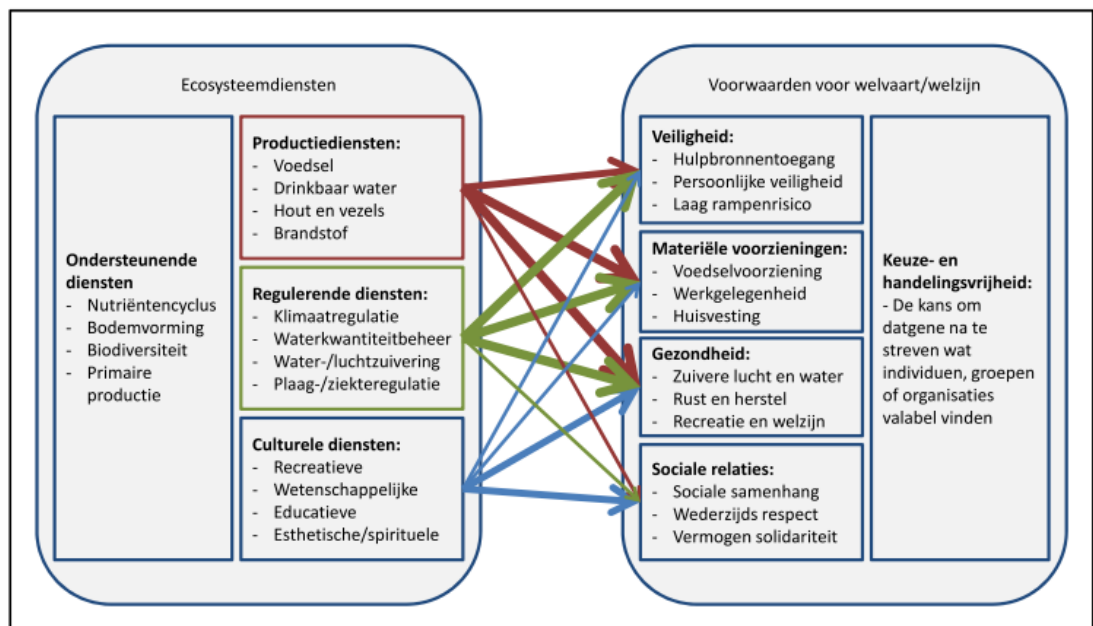 Ecosysteemdiensten
Ondersteunende
diensten
- Nutriëntencyclus
- Bodemvorming
- Biodiversiteit
- Primaire
productie
Productiediensten:
- Voedsel
- Drinkbaar water
- Hout en vezels
- Brandstof
Regulerende diensten:
- Klimaatregulatie
- Waterkwantiteitbeheer
- Water-/luchtzuivering
- Plaag-/ziekteregulatie
Culturele diensten:
- Recreatieve
- Wetenschappelijke
- Educatieve
- Esthetische/spirituele
Voorwaarden voor welvaart/welzijn
Veiligheid:
- Hulpbronnentoegang
- Persoonlijke veiligheid
- Laag rampenrisico
Materiële voorzieningen:
- Voedselvoorziening
- Werkgelegenheid
- Huisvesting
Gezondheid:
- Zuivere lucht en water
- Rust en herstel
- Recreatie en welzijn
Sociale relaties:
- Sociale samenhang
- Wederzijds respect
- Vermogen solidariteit
Keuze- en
handelingsvrijheid:
- De kans om
datgene na te
streven wat
individuen, groepen
of organisaties
valabel vinden